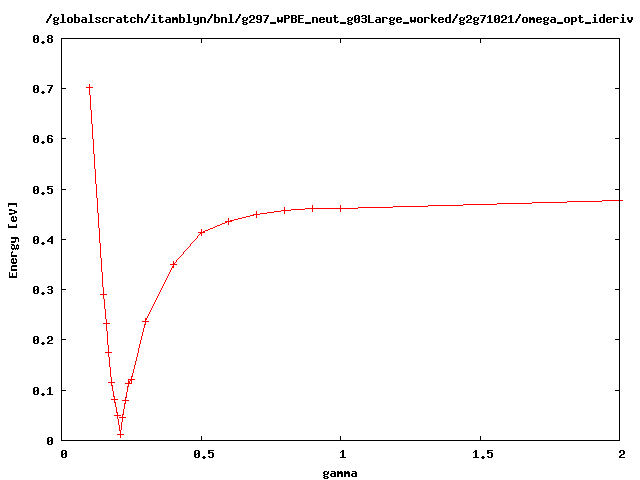 /globalscratch/itamblyn/bnl/g297_wPBE_neut_g03Large_worked/g2g71021/omega_opt_ideriv
0.8
0.7
0.6
0.5
0.4
0.3
0.2
0.1
0
Energy [eV]
0 0.5 1 1.5 2
gamma